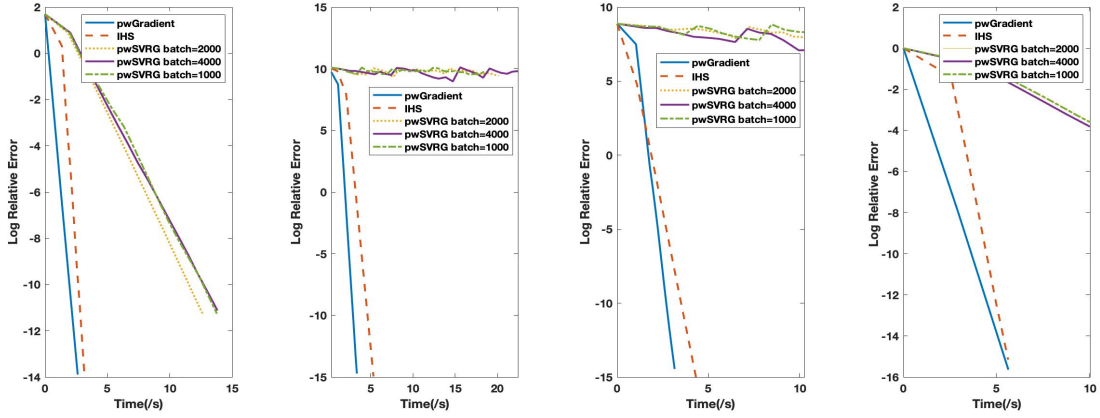 2
0
-2
-4
-6
-8
-10
-12
-14
0
5
10
15
Log Relative Error
Time(/s)
pwGradient
IHS
pwSVRG batch=2000
pwSVRG batch=4000
pwSVRG batch=1000
15
10
5
0
-5
-10
-15
5
10
15
20
Log Relative Error
Time(/s)
pwGradient
IHS
pwSVRG batch=2000
pwSVRG batch=4000
pwSVRG batch=1000
10
5
0
-5
-10
-15
0
5
10
Log Relative Error
Time(/s)
pwGradient
IHS
pwSVRG batch=2000
pwSVRG batch=4000
pwSVRG batch=1000
2
0
-2
-4
-6
-8
-10
-12
-14
-16
0
5
10
Log Relative Error
Time(/s)
pwGradient
IHS
pwSVRG batch=2000
pwSVRG batch=4000
pwSVRG batch=1000